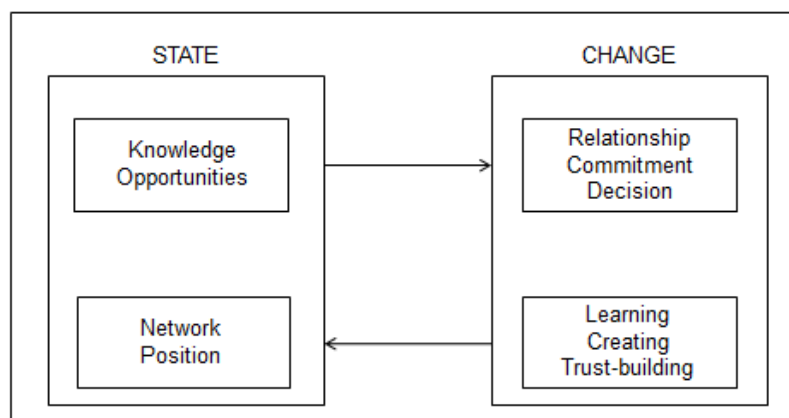 STATE
Knowledge
Opportunities
Network
Position
CHANGE
Relationship
Commitment
Decision
Learning
Creating
Trust-building